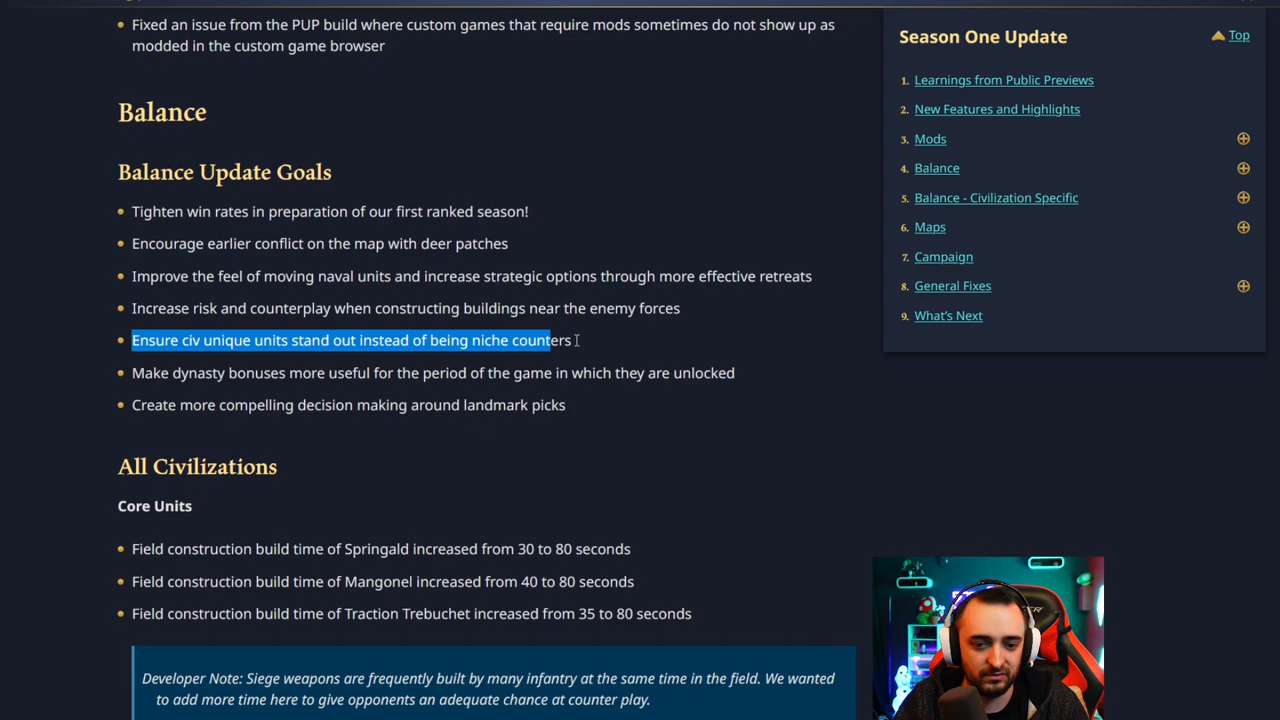 Fixed an issue from the PUP build where custom games that require mods sometimes do not show up as
modded in the custom game browser
Balance
Balance Update Goals
Tighten win rates in preparation of our first ranked season!
Encourage earlier conflict on the map with deer patches
Improve the feel of moving naval units and increase strategic options through more effective retreats
Increase risk and counterplay when constructing buildings near the enemy forces
Ensure civ unique units stand out instead of being niche counters
Make dynasty bonuses more useful for the period of the game in which they are unlocked
Create more compelling decision making around landmark picks
All Civilizations
Core Units
Field construction build time of Springald increased from 30 to 80 seconds
Field construction build time of Mangonel increased from 40 to 80 seconds
Field construction build time of Traction Trebuchet increased from 35 to 80 seconds
Developer Note: Siege weapons are frequently built by many infantry at the same time in the field. We wanted
to add more time here to give opponents an adequate chance at counter play.
Season One Update
Top
1. Learnings from Public Previews
2. New Features and Highlights
3. Mods
4. Balance
5. Balance - Civilization Specific
6. Maps
7. Campaign
8. General Fixes
9. What's Next